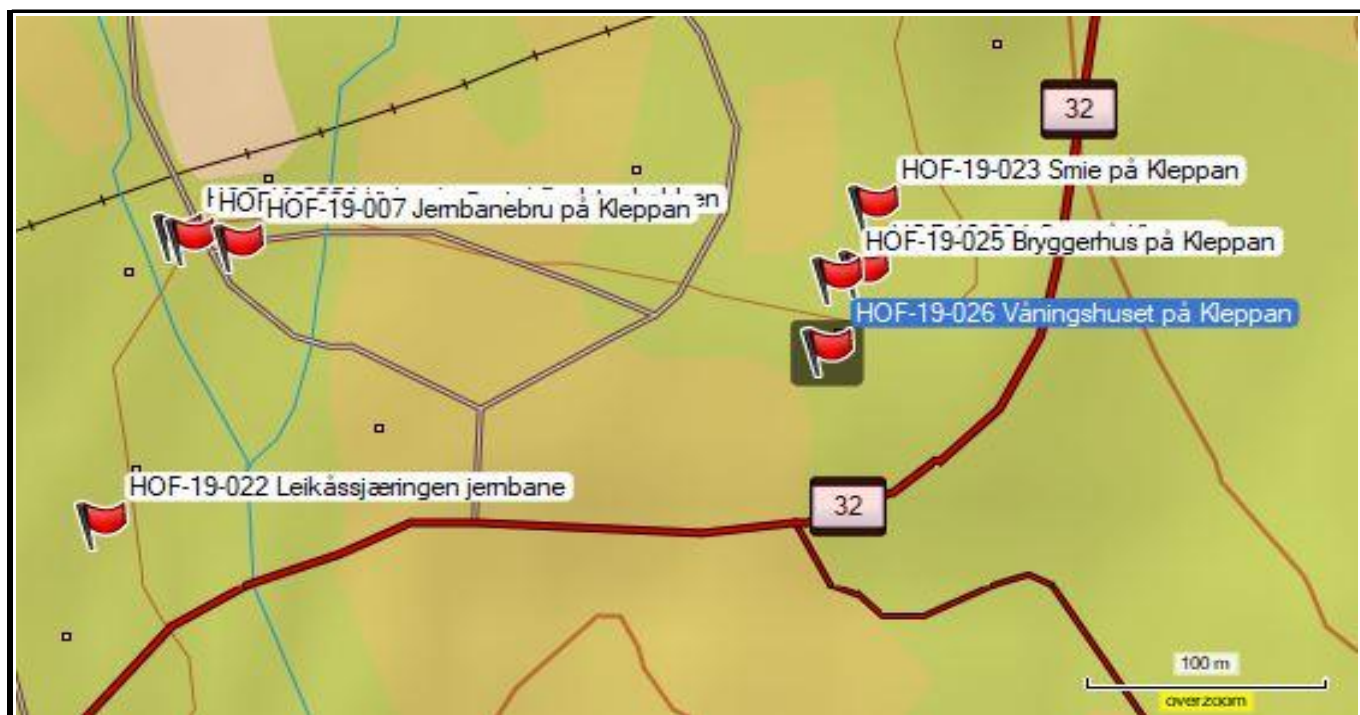 32
HOF-19-023 Smie på Kleppan
HOF-19-007 Jernbanebru på Kleppan
HOF-19-025 Bryggerhus på Kleppan
HOF-19-026 Våningshuset på Kleppan
HOF-19-022 Leikåssjæringen jernbane
32
100 m
overzoom